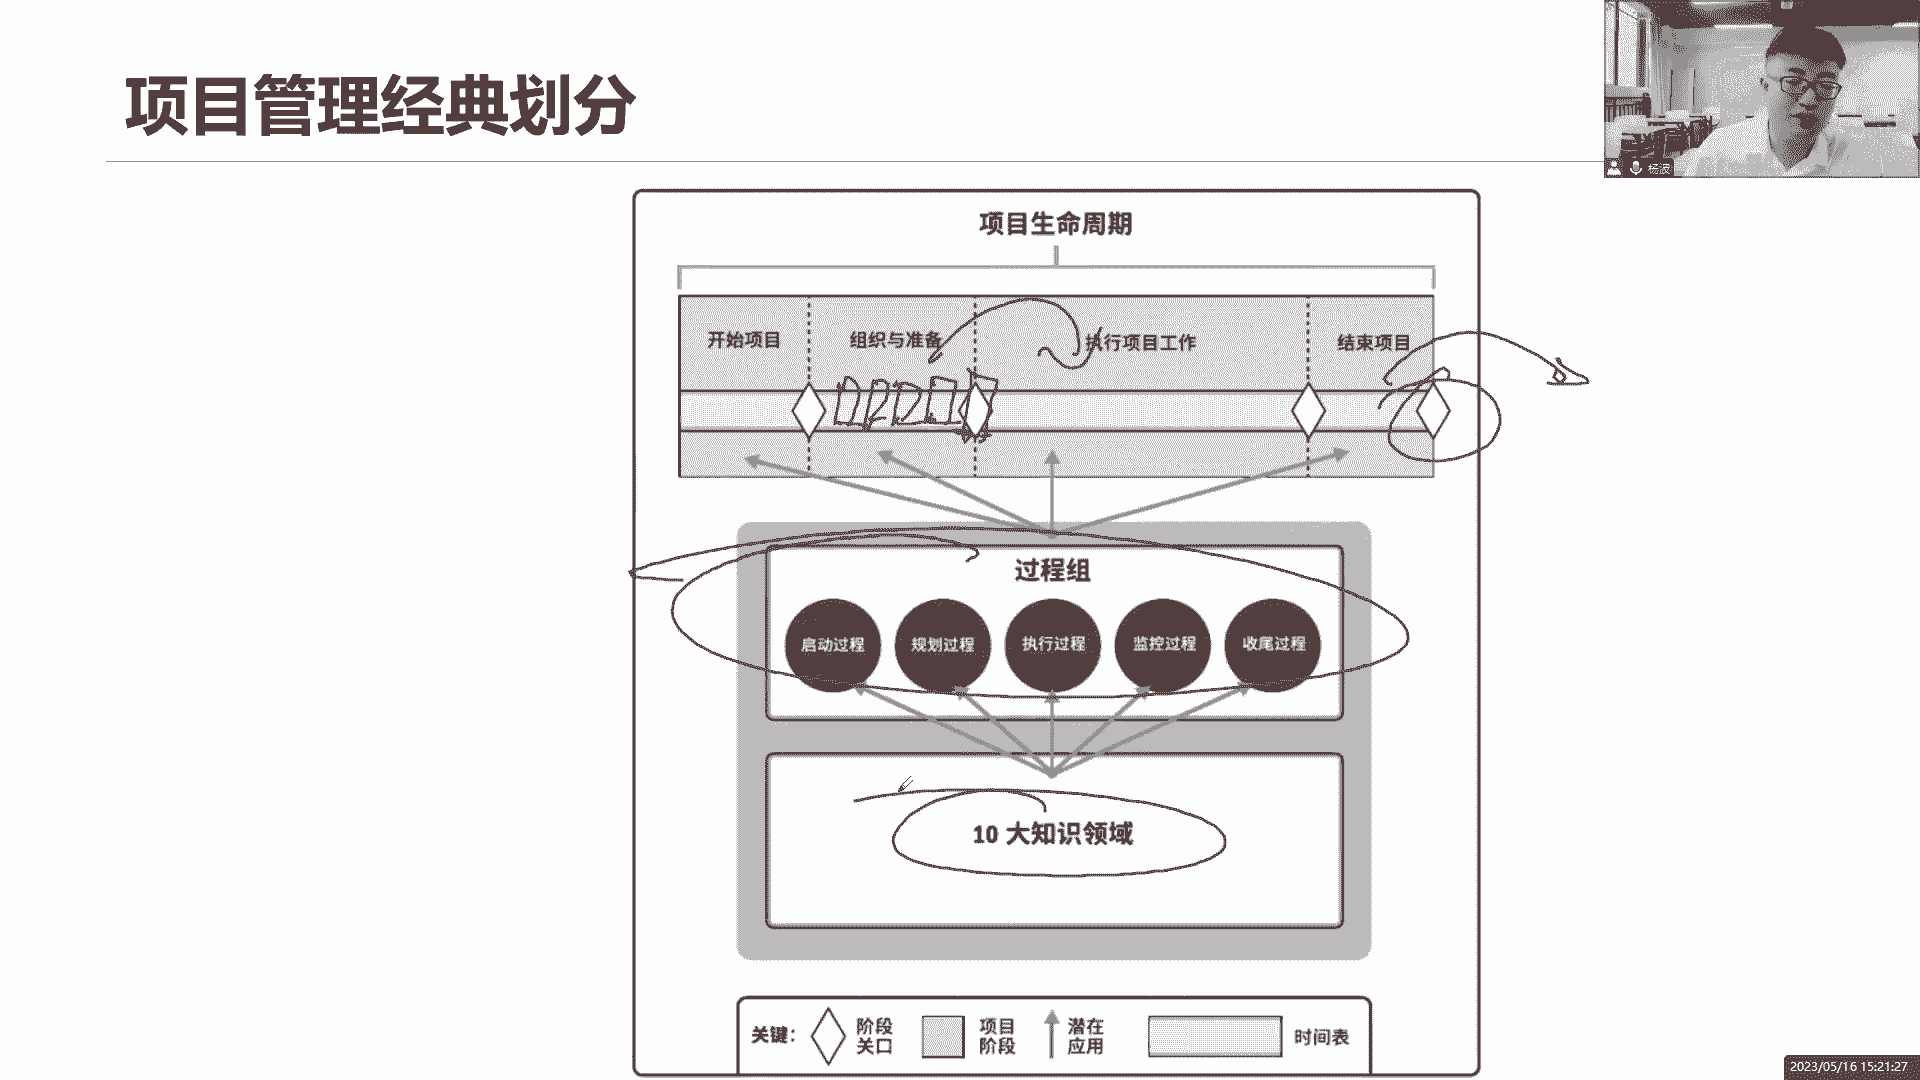 项目管理经典划分
杨波
项目生命周期
开始项目
组织与准备
执行项目工作
结束项目
过程组
启动过程
规划过程
执行过程
监控过程
收尾过程
10 大知识领域
关键：
阶段
关口
项目
阶段
潜在
应用
时间表
2023/05/16 15:21:27